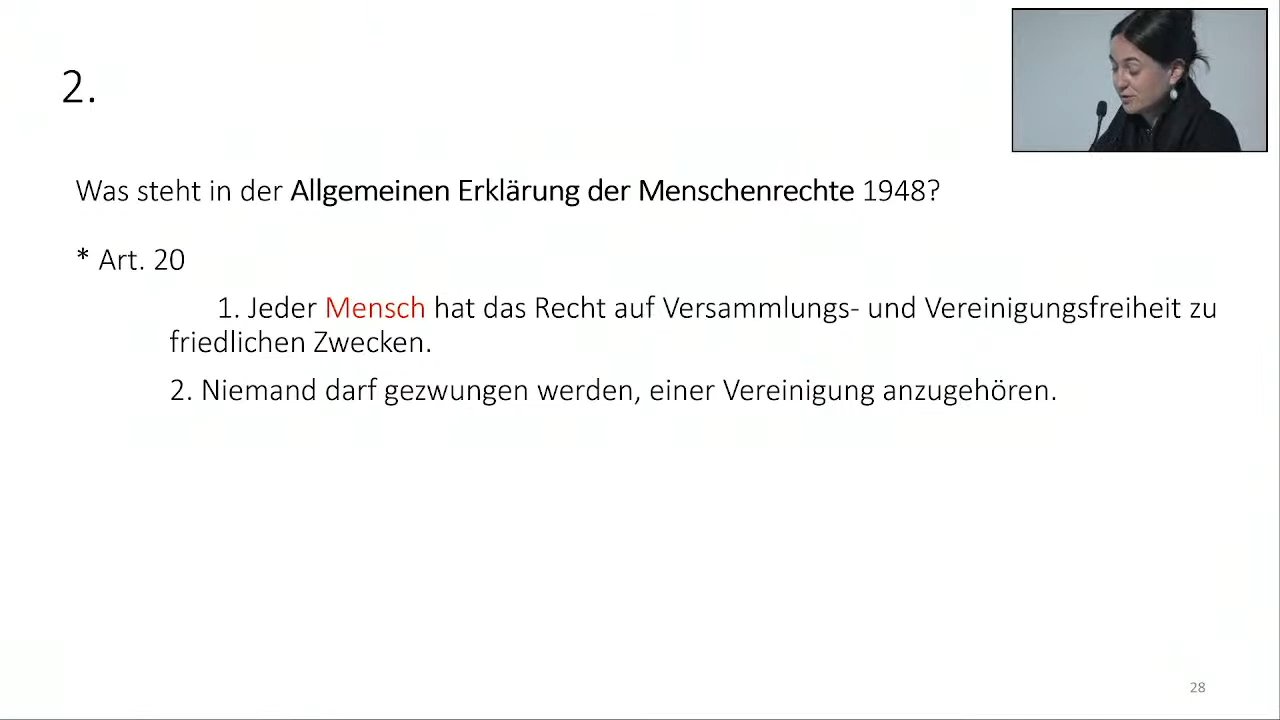 2.
Was steht in der Allgemeinen Erklärung der Menschenrechte 1948?
* Art. 20
1. Jeder Mensch hat das Recht auf Versammlungs- und Vereinigungsfreiheit zu
friedlichen Zwecken.
2. Niemand darf gezwungen werden, einer Vereinigung anzugehören.
28